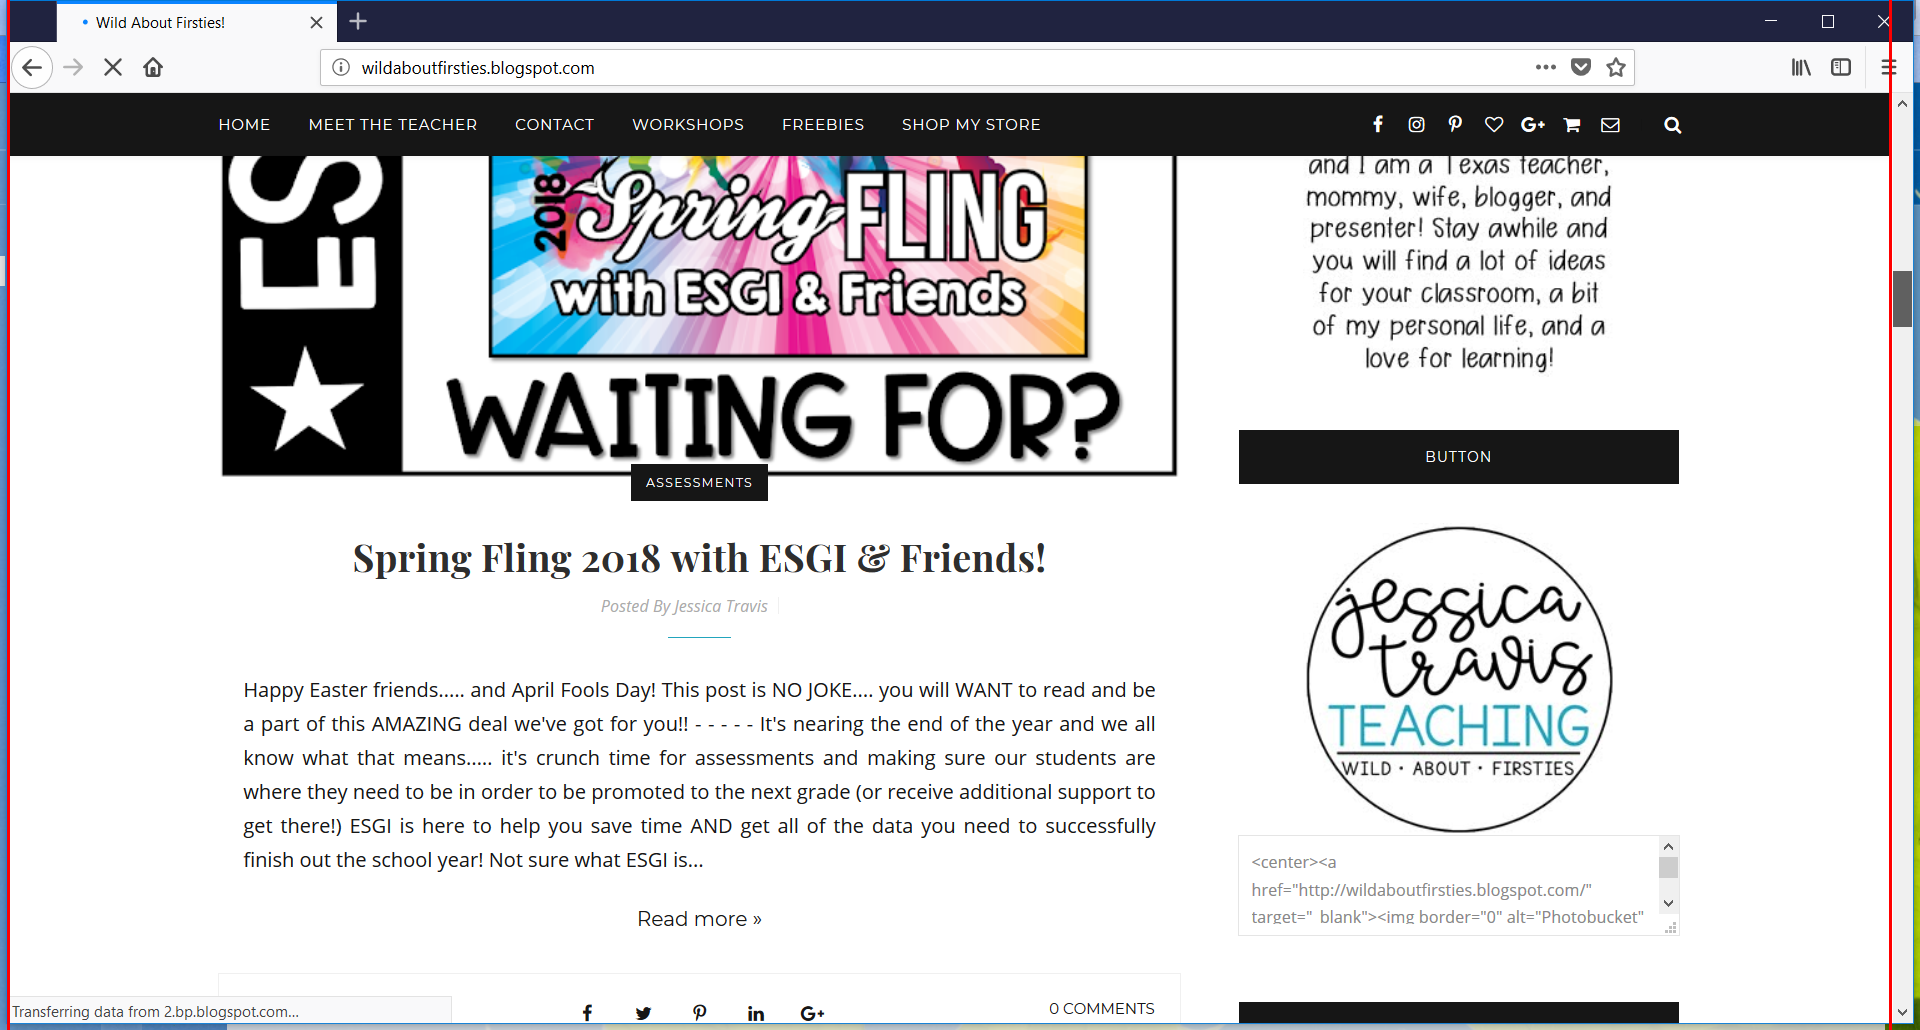 Wild About Firsties!
wildaboutfirsties.blogspot.com
HOME MEET THE TEACHER CONTACT WORKSHOPS FREEBIES SHOP MY STORE
ES
2018 Spring FLING
with ESGI & Friends
WAITING FOR?
ASSESSMENTS
Spring Fling 2018 with ESGI & Friends!
Posted By Jessica Travis
Happy Easter friends..... and April Fools Day! This post is NO JOKE.... you will WANT to read and be
a part of this AMAZING deal we've got for you!! - - - - - It's nearing the end of the year and we all
know what that means..... it's crunch time for assessments and making sure our students are
where they need to be in order to be promoted to the next grade (or receive additional support to
get there!) ESGI is here to help you save time AND get all of the data you need to successfully
finish out the school year! Not sure what ESGI is...
Read more »
0 COMMENTS
and I am a Texas teacher,
mommy, wife, blogger, and
presenter! Stay awhile and
you will find a lot of ideas
for your classroom, a bit
of my personal life, and a
love for learning!
BUTTON
jessica
travis
TEACHING
WILD · ABOUT · FIRSTIES
<center><a
href="http://wildaboutfirsties.blogspot.com/"
target="_blank"><img border="0" alt="Photobucket"
Transferring data from 2.bp.blogspot.com...